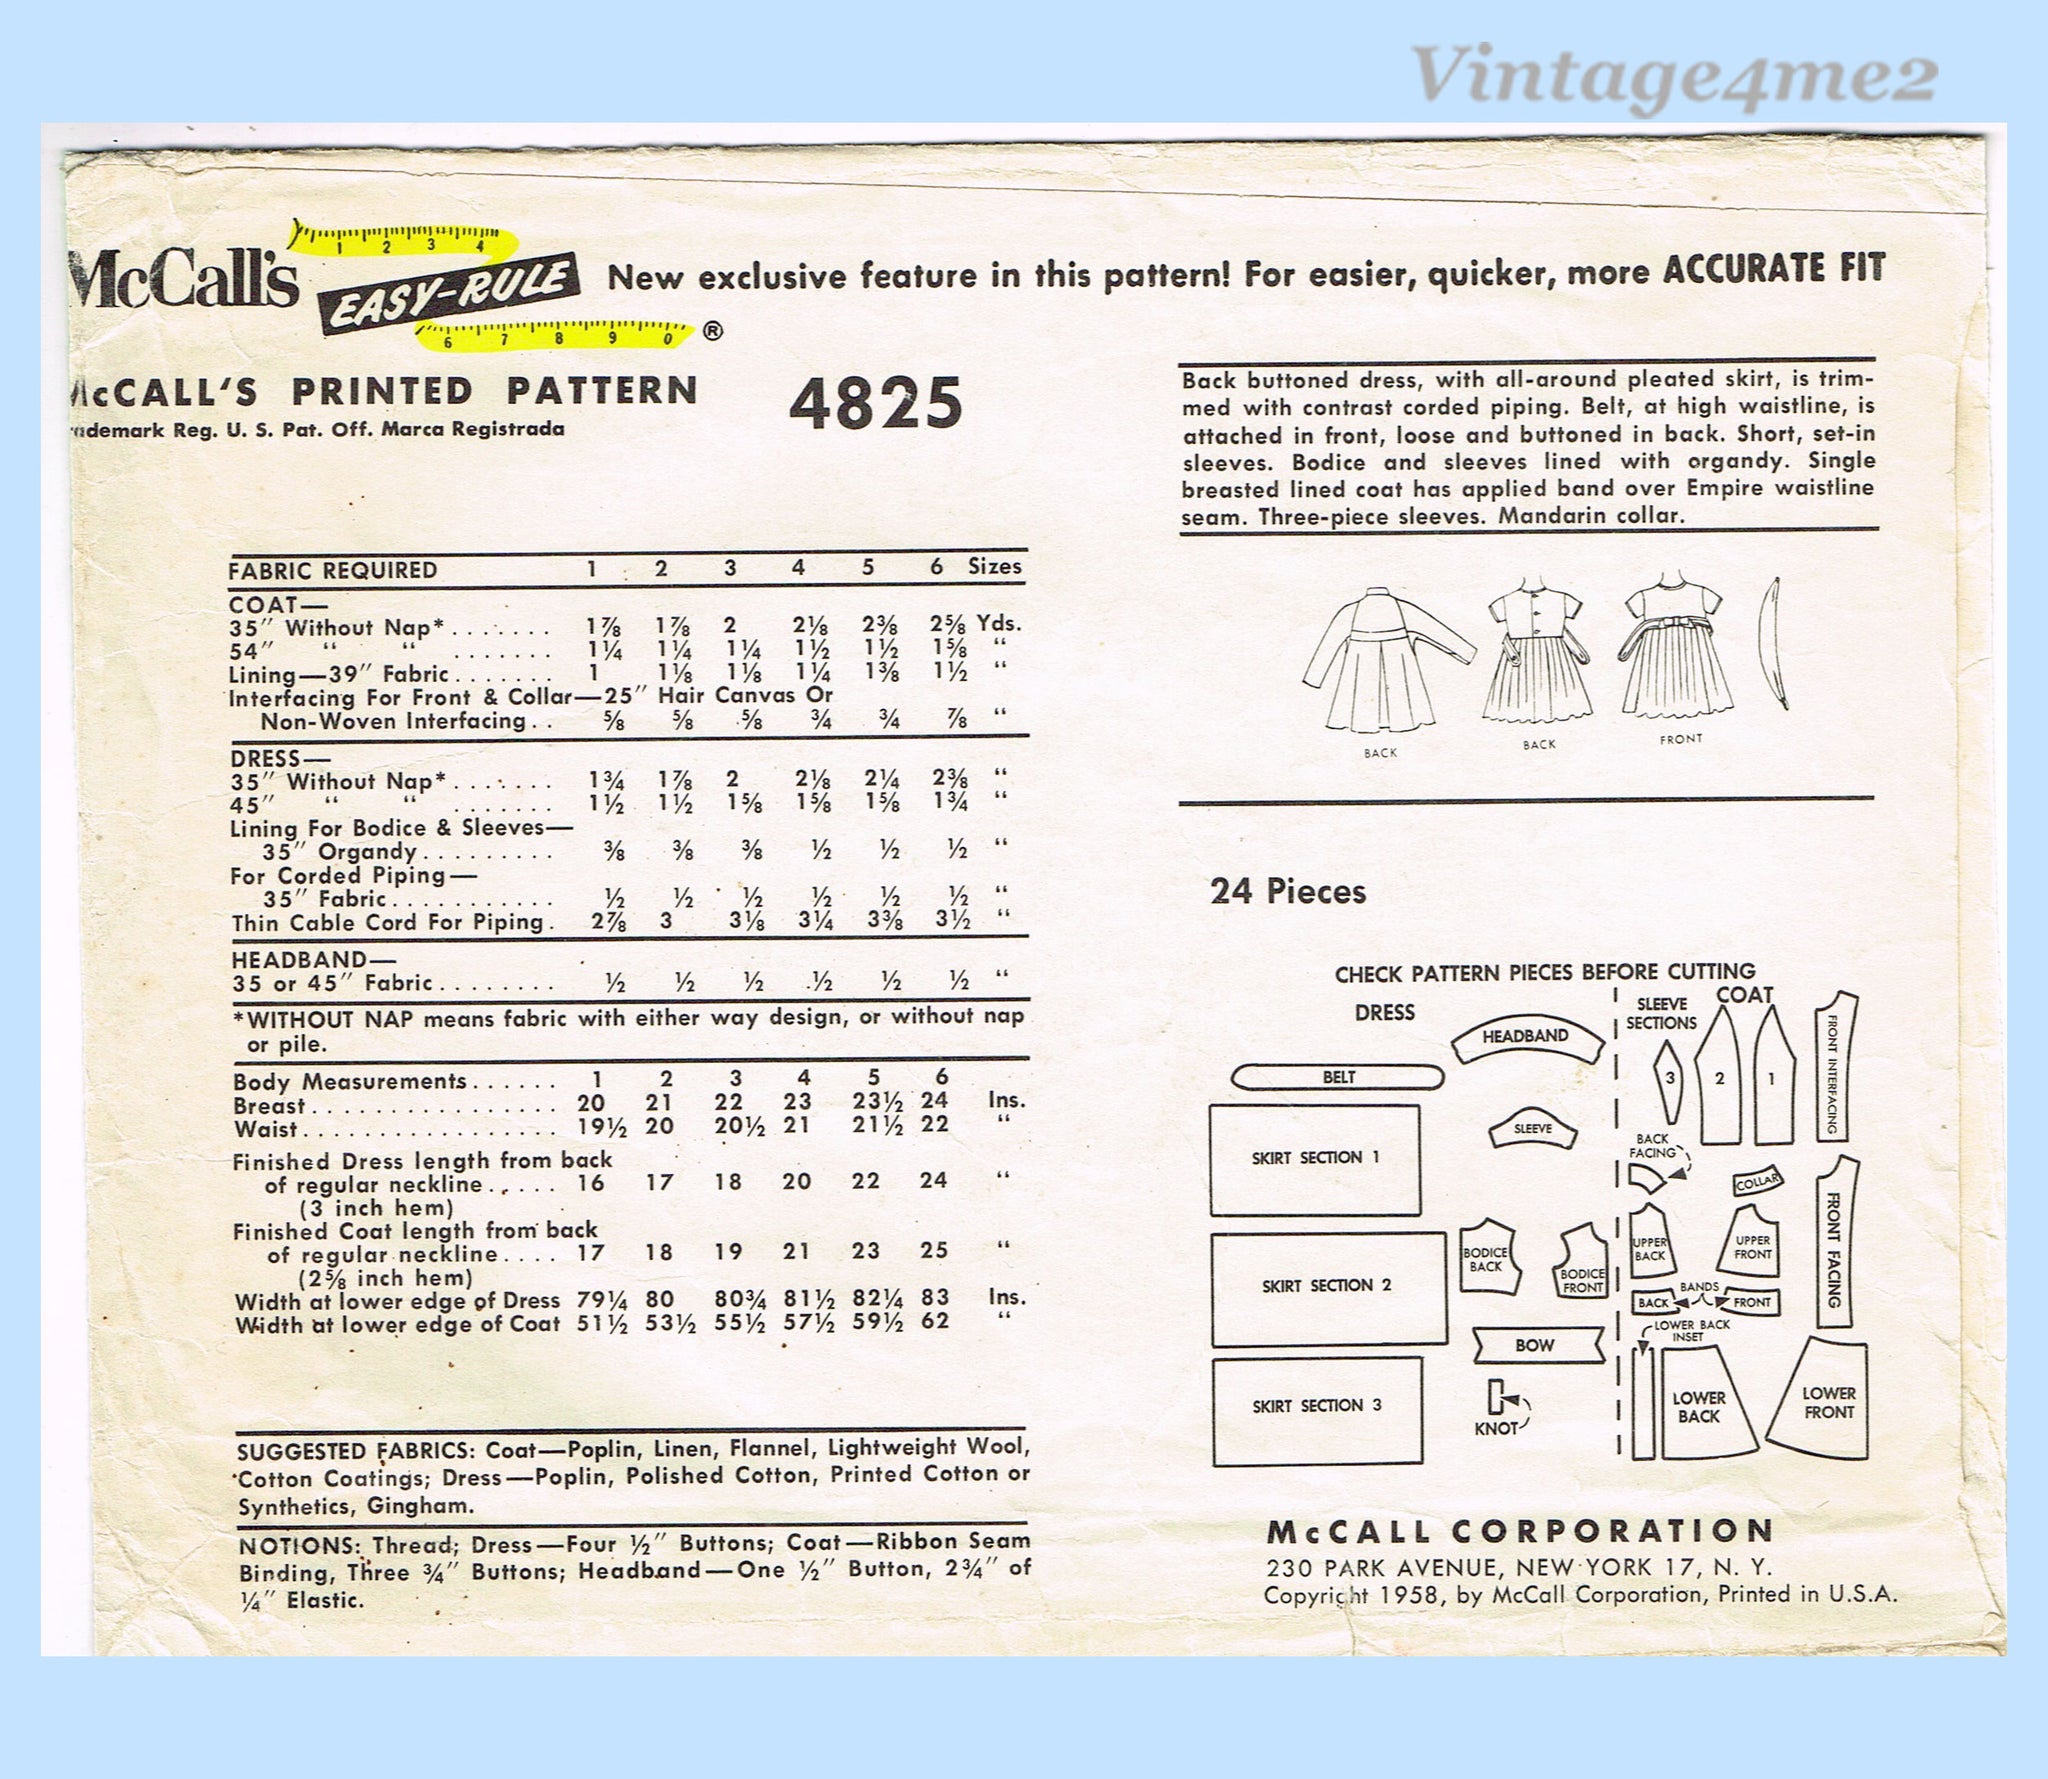 Vintage4me2
McCall's
1 2 3 4
EASY-RULE
6 7 8 9 0 ®
New exclusive feature in this pattern! For easier, quicker, more ACCURATE FIT
McCALL'S PRINTED PATTERN 4825
Trademark Reg. U. S. Pat. Off. Marca Registrada
Back buttoned dress, with all-around pleated skirt, is trim-
med with contrast corded piping. Belt, at high waistline, is
attached in front, loose and buttoned in back. Short, set-in
sleeves. Bodice and sleeves lined with organdy. Single
breasted lined coat has applied band over Empire waistline
seam. Three-piece sleeves. Mandarin collar.
BACK
BACK
FRONT
FABRIC REQUIRED 1 2 3 4 5 6 Sizes
COAT—
35" Without Nap* ....... 1⅞ 1⅞ 2 2⅛ 2⅜ 2⅝ Yds.
54" " " ....... 1¼ 1¼ 1¼ 1½ 1½ 1⅝ "
Lining—39" Fabric ....... 1 1⅛ 1⅛ 1¼ 1⅜ 1½ "
Interfacing For Front & Collar—25" Hair Canvas Or
Non-Woven Interfacing .. ⅝ ⅝ ⅝ ¾ ¾ ⅞ "
DRESS—
35" Without Nap* ....... 1¾ 1⅞ 2 2⅛ 2¼ 2⅜ "
45" " " ....... 1½ 1½ 1⅝ 1⅝ 1⅝ 1¾ "
Lining For Bodice & Sleeves—
35" Organdy ......... ⅜ ⅜ ⅜ ½ ½ ½ "
For Corded Piping—
35" Fabric ............ ½ ½ ½ ½ ½ ½ "
Thin Cable Cord For Piping . 2⅞ 3 3⅛ 3¼ 3⅜ 3½ "
HEADBAND—
35 or 45" Fabric ........ ½ ½ ½ ½ ½ ½ "
*WITHOUT NAP means fabric with either way design, or without nap
or pile.
Body Measurements ...... 1 2 3 4 5 6
Breast ................. 20 21 22 23 23½ 24 Ins.
Waist .................. 19½ 20 20½ 21 21½ 22 "
Finished Dress length from back
of regular neckline ..... 16 17 18 20 22 24 "
(3 inch hem)
Finished Coat length from back
of regular neckline .... 17 18 19 21 23 25 "
(2⅝ inch hem)
Width at lower edge of Dress 79¼ 80 80¾ 81½ 82¼ 83 Ins.
Width at lower edge of Coat 51½ 53½ 55½ 57½ 59½ 62 "
SUGGESTED FABRICS: Coat—Poplin, Linen, Flannel, Lightweight Wool,
Cotton Coatings; Dress—Poplin, Polished Cotton, Printed Cotton or
Synthetics, Gingham.
NOTIONS: Thread; Dress—Four ½" Buttons; Coat—Ribbon Seam
Binding, Three ¾" Buttons; Headband—One ½" Button, 2¾" of
¼" Elastic.
24 Pieces
CHECK PATTERN PIECES BEFORE CUTTING
DRESS
HEADBAND
BELT
SLEEVE
SKIRT SECTION 1
BODICE
BACK
BODICE
FRONT
SKIRT SECTION 2
BOW
SKIRT SECTION 3
KNOT
COAT
SLEEVE
SECTIONS
3 2 1
FRONT INTERFACING
BACK
FACING
COLLAR
UPPER
BACK
UPPER
FRONT
FRONT FACING
BANDS
BACK
FRONT
LOWER BACK
INSET
LOWER
BACK
LOWER
FRONT
McCALL CORPORATION
230 PARK AVENUE, NEW YORK 17, N. Y.
Copyright 1958, by McCall Corporation, Printed in U.S.A.